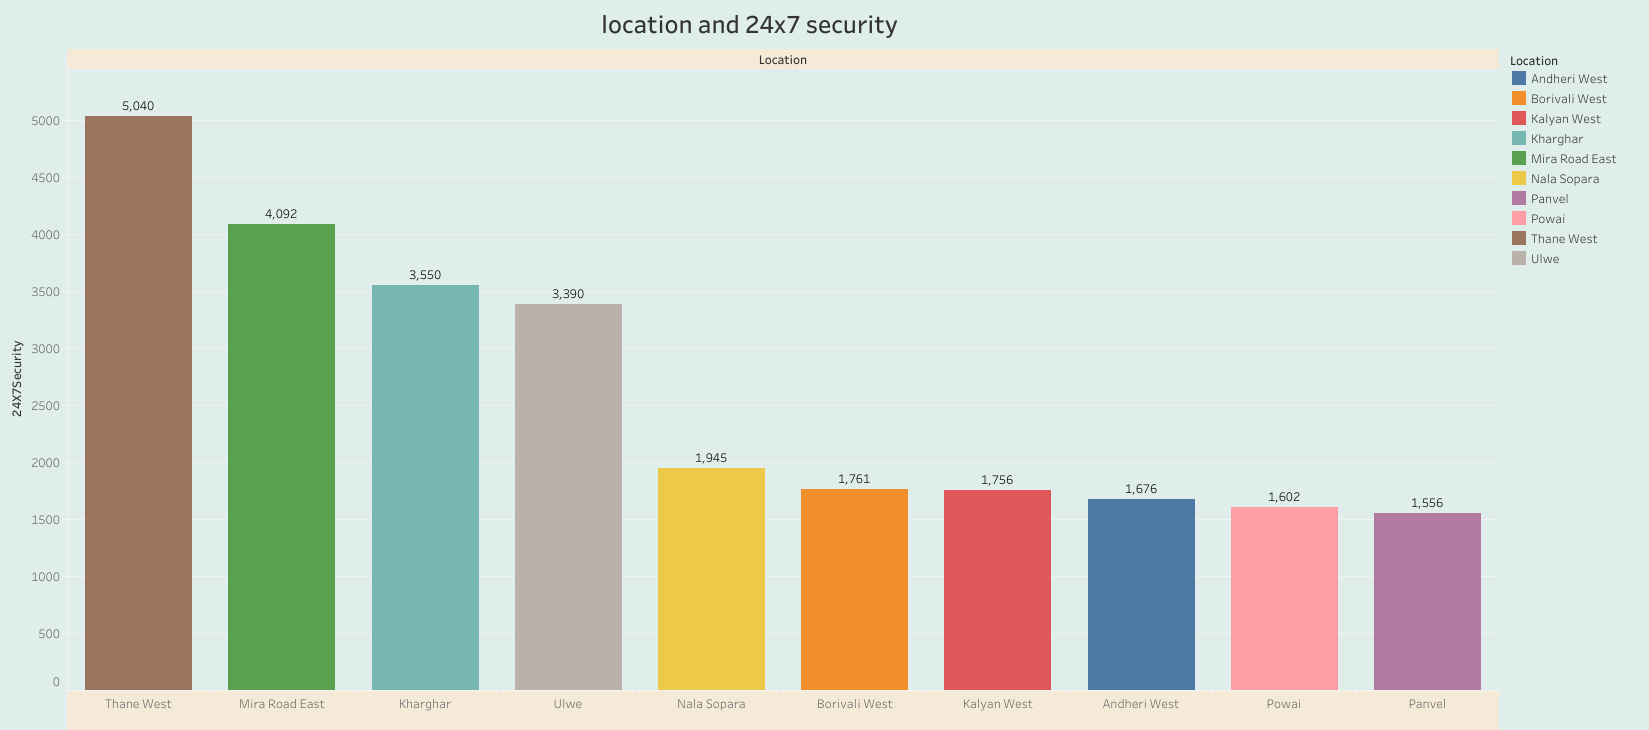 location and 24x7 security
Location
5000
4500
4000
3500
3000
2500
2000
1500
1000
500
0
24X7Security
5,040
4,092
3,550
3,390
1,945
1,761
1,756
1,676
1,602
1,556
Thane West
Mira Road East
Kharghar
Ulwe
Nala Sopara
Borivali West
Kalyan West
Andheri West
Powai
Panvel
Location
Andheri West
Borivali West
Kalyan West
Kharghar
Mira Road East
Nala Sopara
Panvel
Powai
Thane West
Ulwe